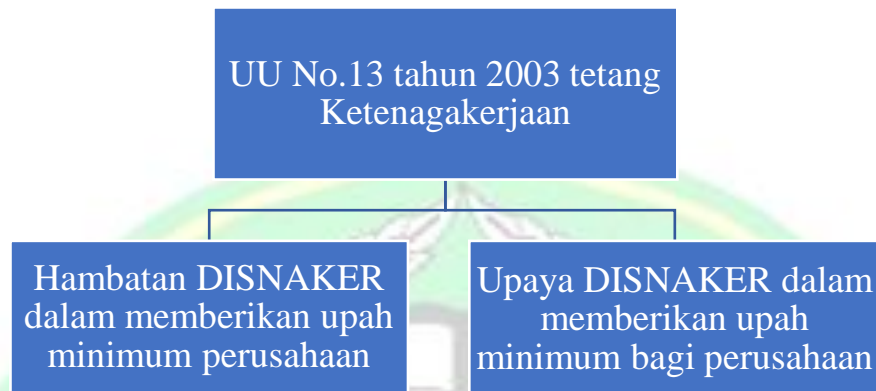 UU No.13 tahun 2003 tetang
Ketenagakerjaan
Hambatan DISNAKER
dalam memberikan upah
minimum perusahaan
Upaya DISNAKER dalam
memberikan upah
minimum bagi perusahaan